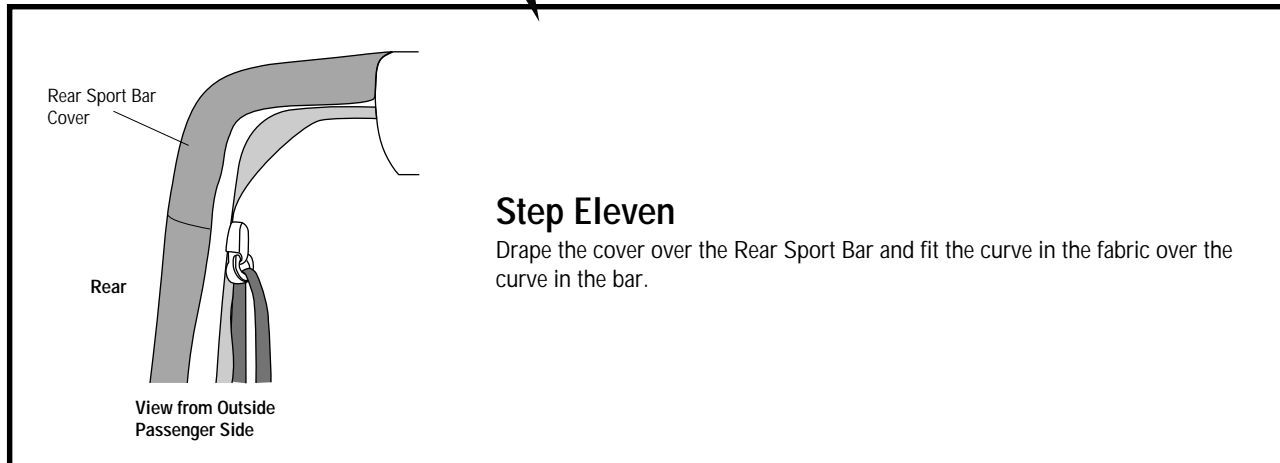 Rear Sport Bar
Cover
Rear
View from Outside
Passenger Side
Step Eleven
Drape the cover over the Rear Sport Bar and fit the curve in the fabric over the
curve in the bar.